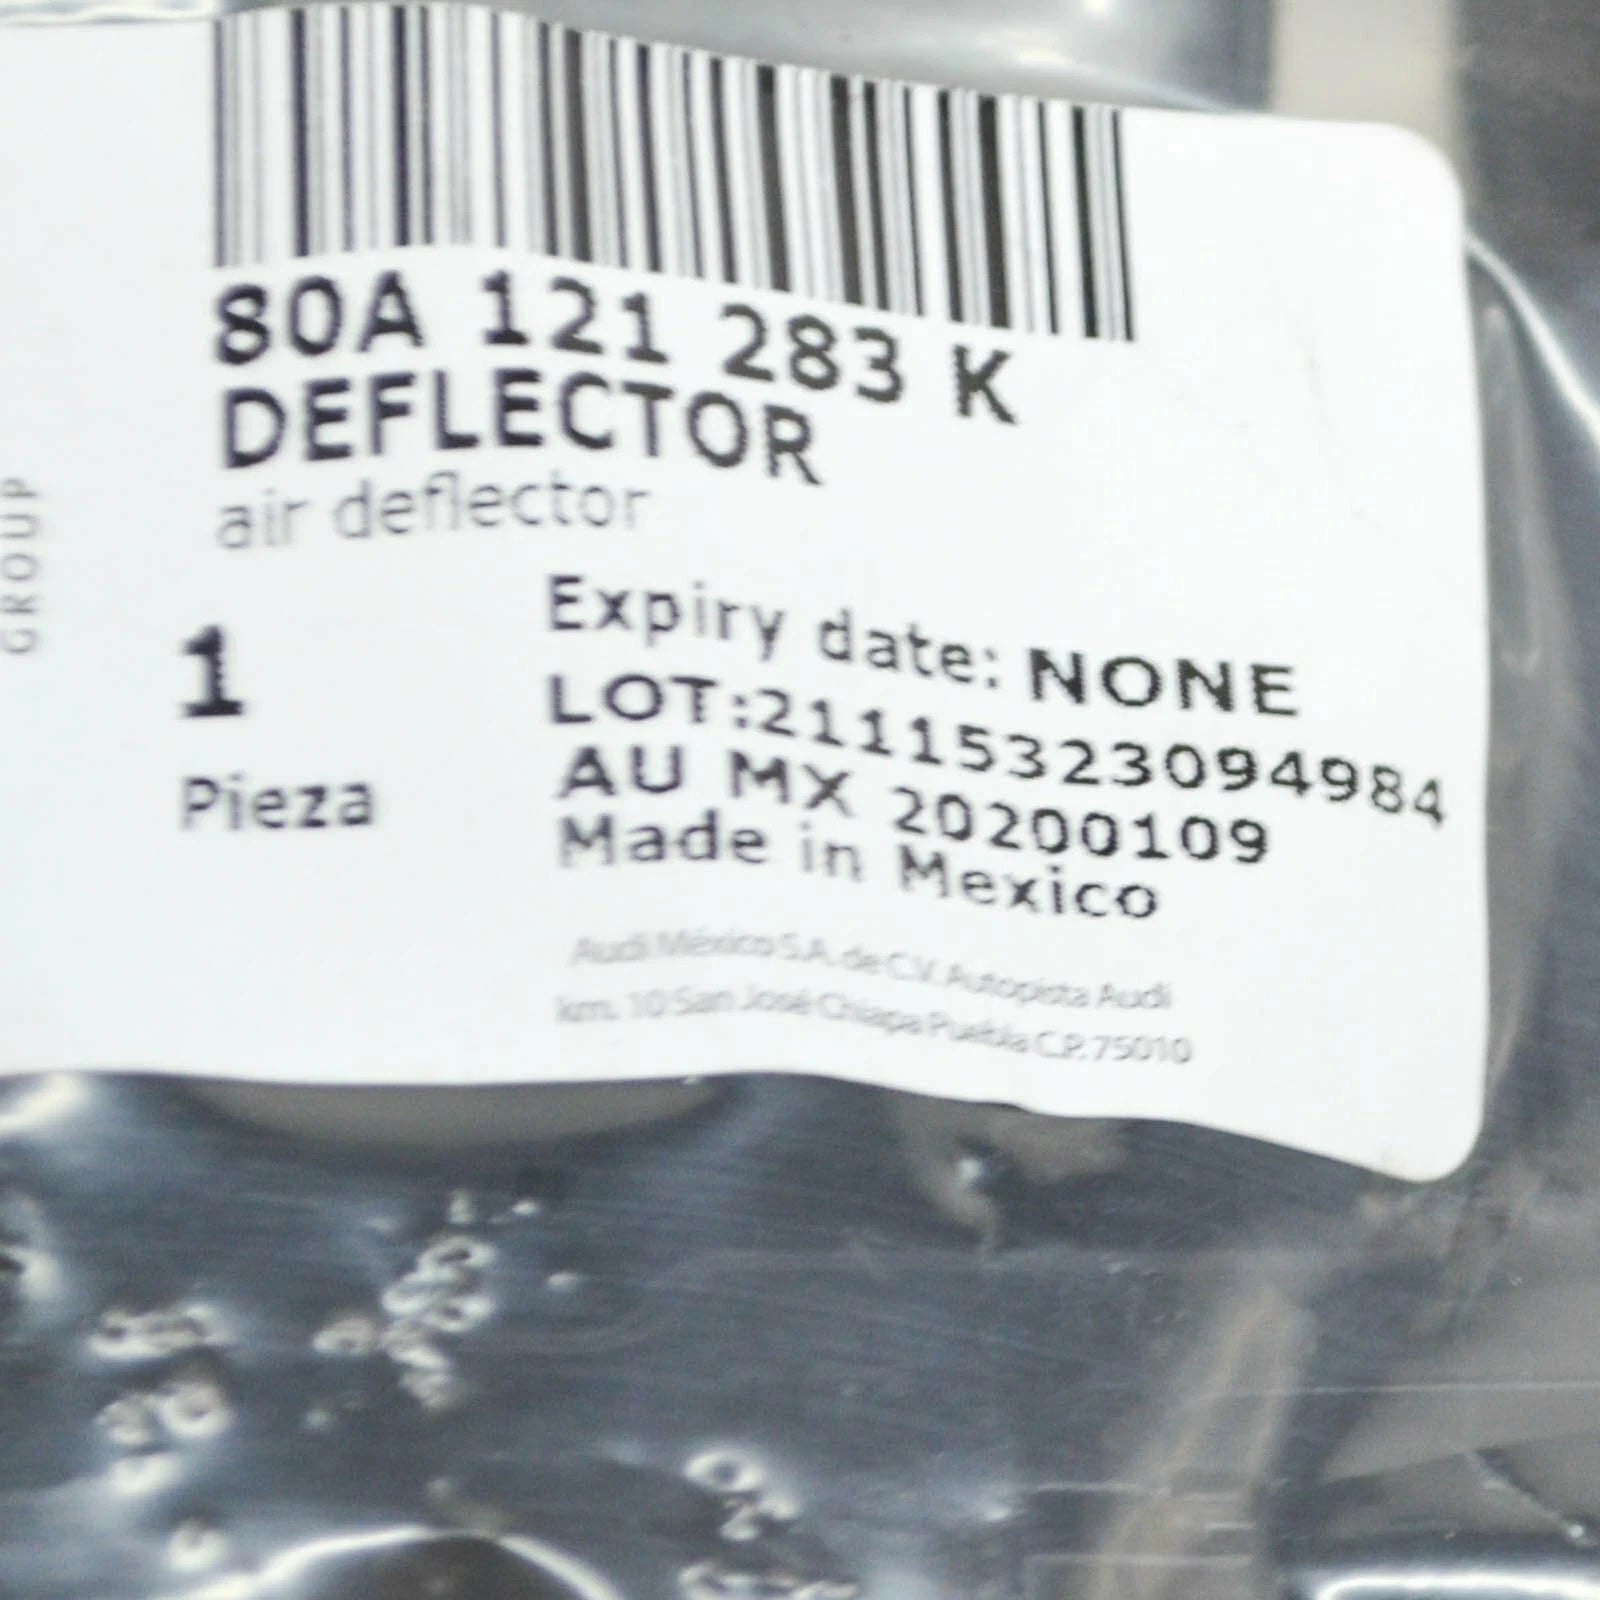 80A 121 283 K
DEFLECTOR
air deflector
GROUP
1
Pieza
Expiry date: NONE
LOT:21115323094984
AU MX 20200109
Made in Mexico
Audi México S.A. de C.V. Autopista Audi
km. 10 San José Chiapa Puebla C.P. 75010